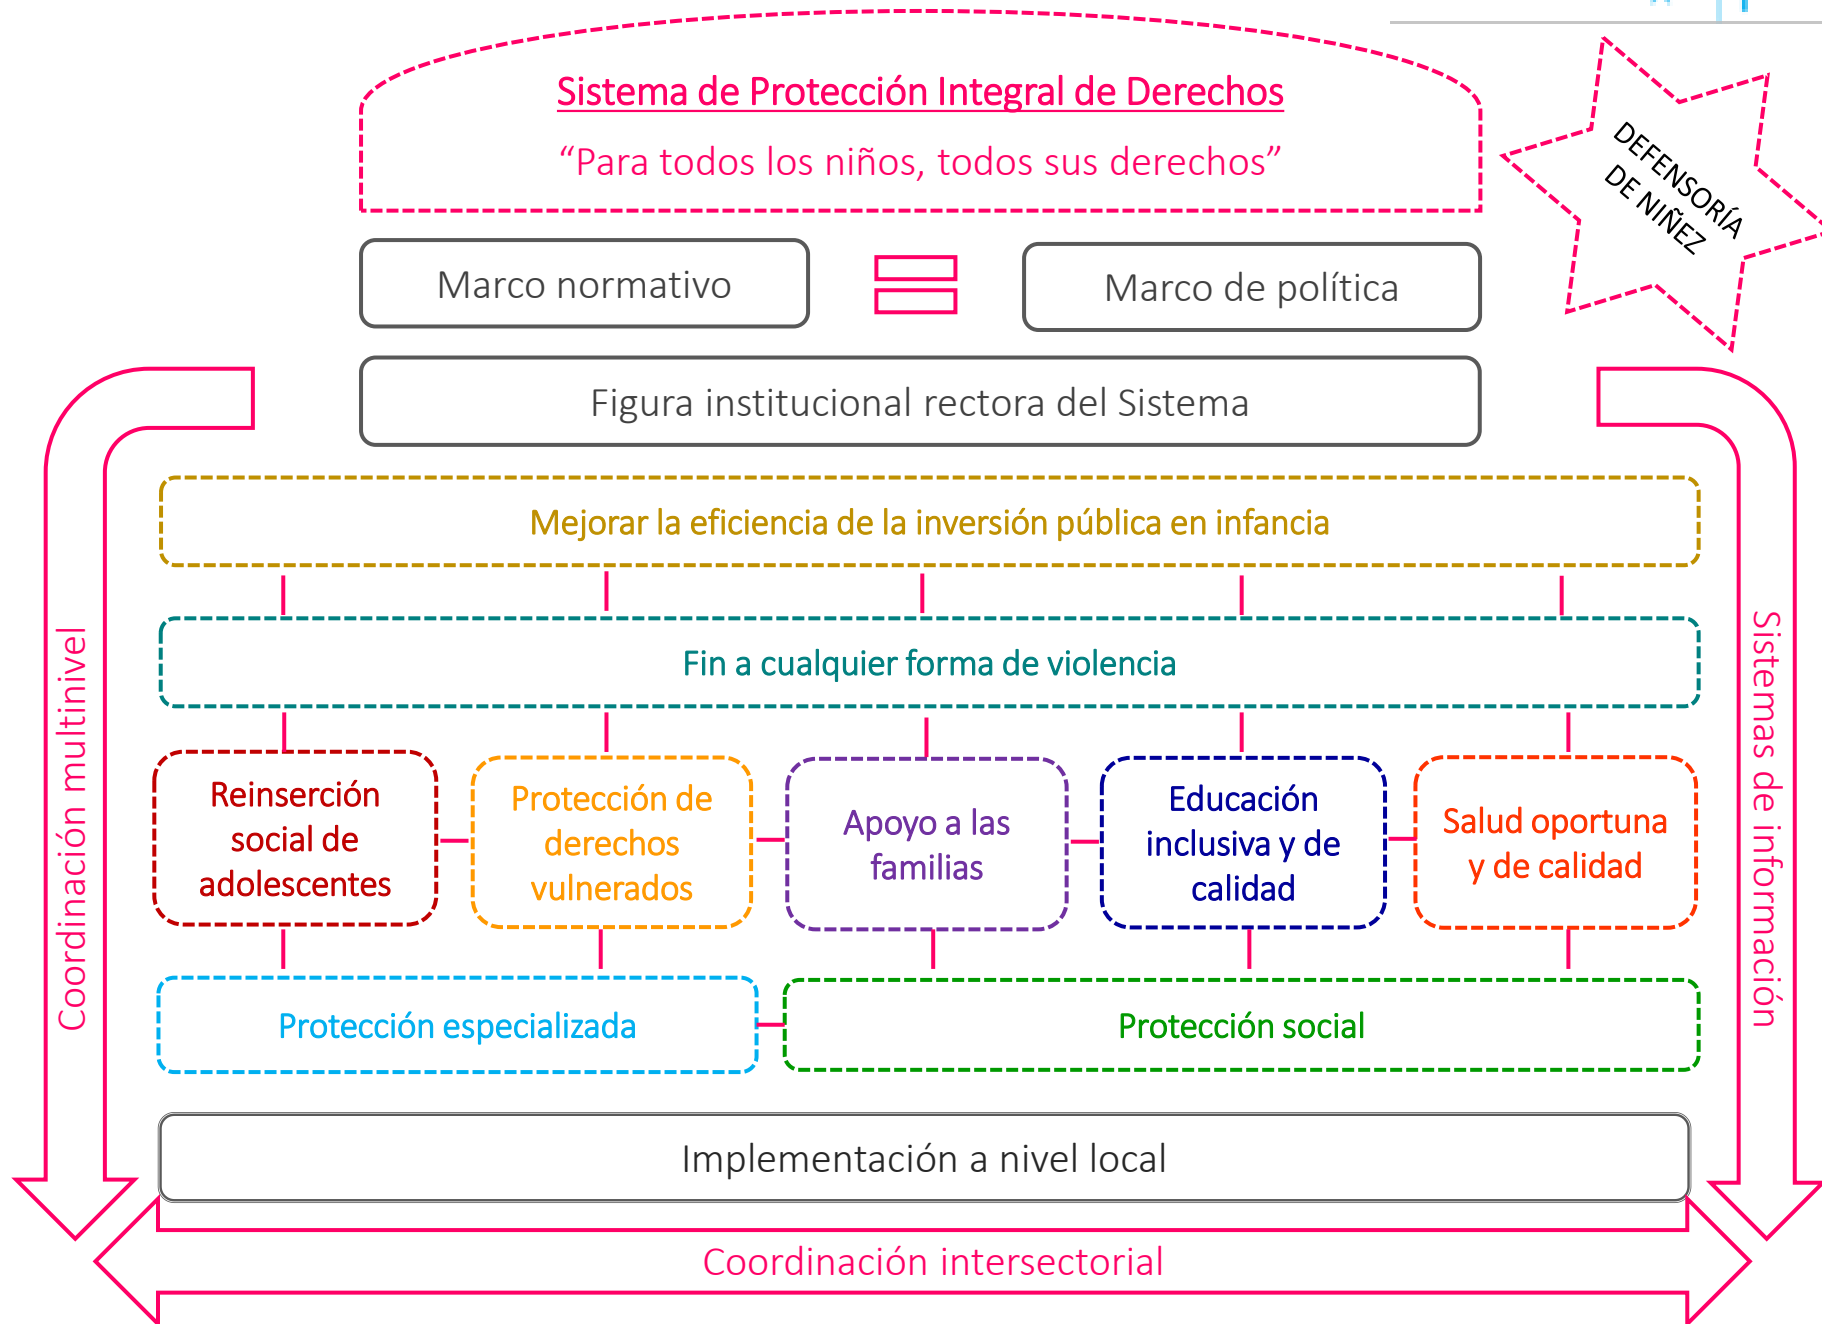 Sistema de Protección Integral de Derechos
“Para todos los niños, todos sus derechos”
DEFENSORÍA
DE NIÑEZ
Marco normativo
Marco de política
Figura institucional rectora del Sistema
Mejorar la eficiencia de la inversión pública en infancia
Fin a cualquier forma de violencia
Coordinación multinivel
Sistemas de información
Reinserción
social de
adolescentes
Protección de
derechos
vulnerados
Apoyo a las
familias
Educación
inclusiva y de
calidad
Salud oportuna
y de calidad
Protección especializada
Protección social
Implementación a nivel local
Coordinación intersectorial